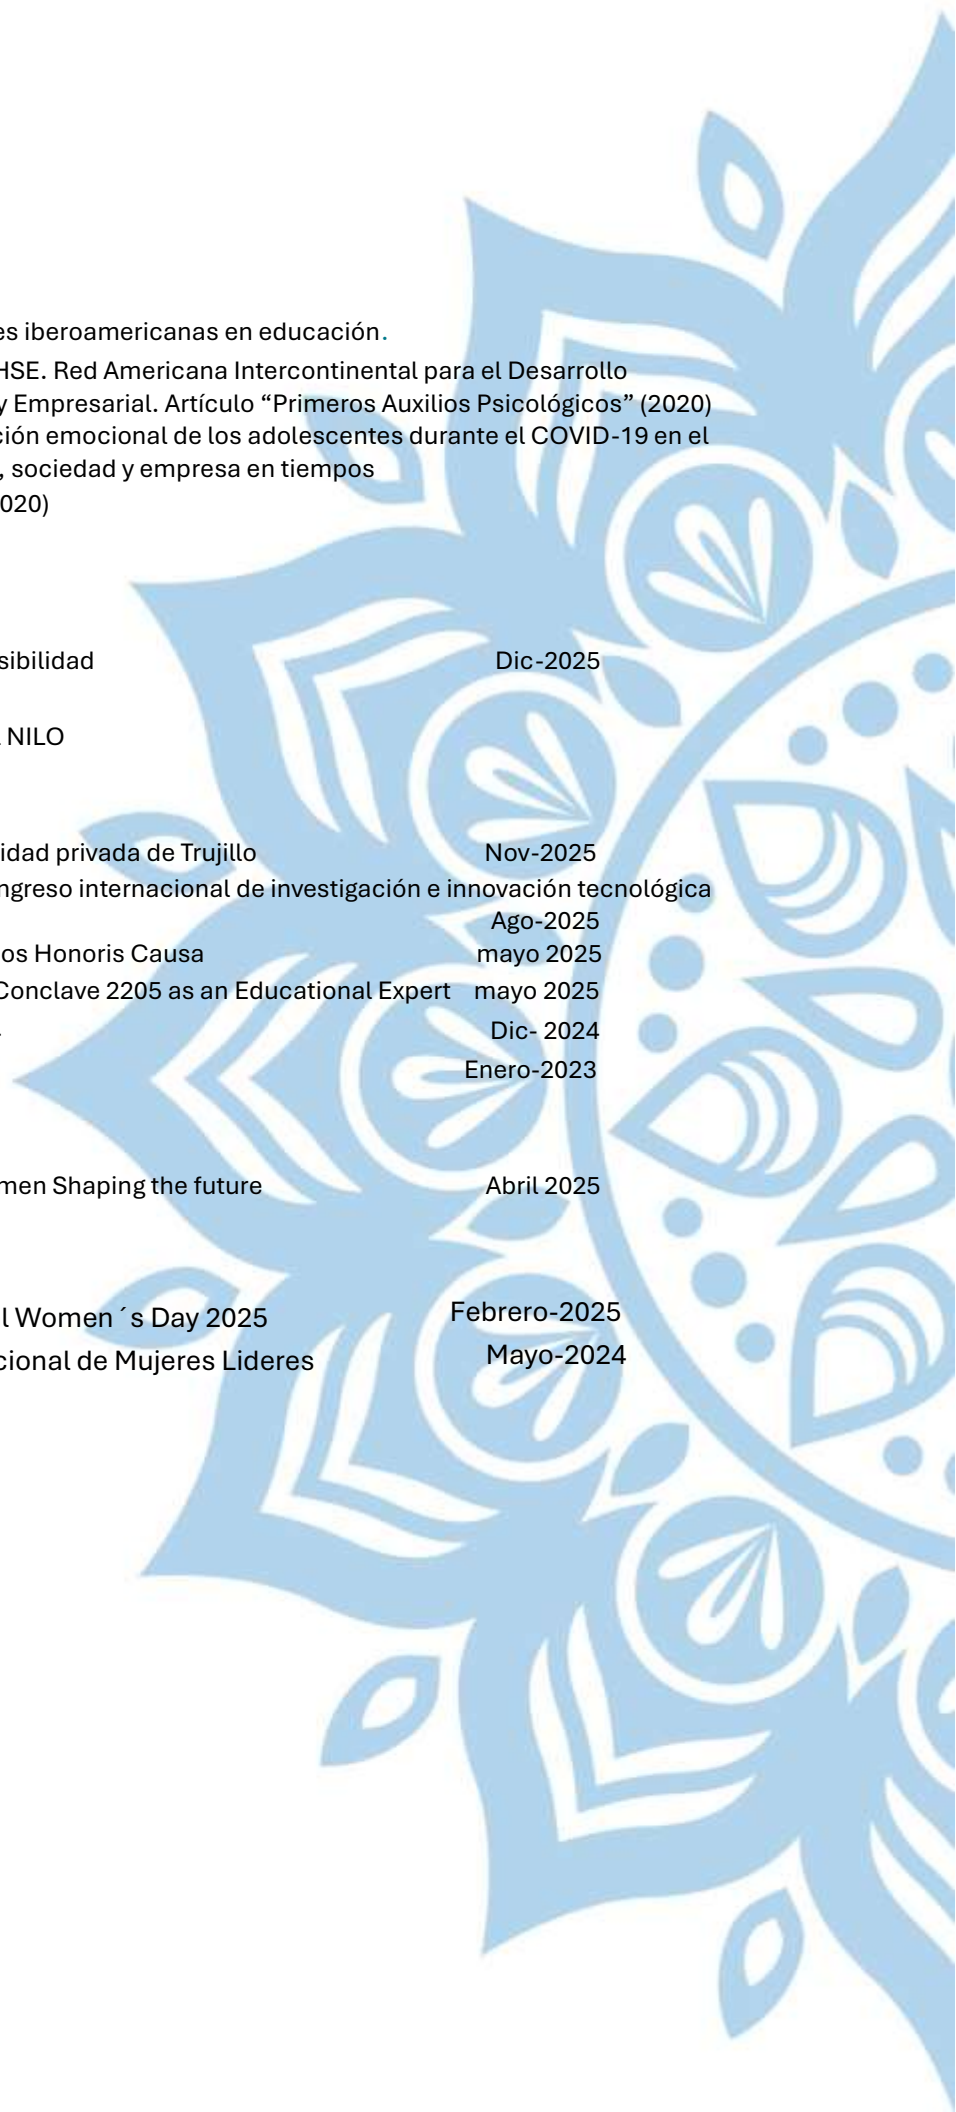 es iberoamericanas en educación.
HSE. Red Americana Intercontinental para el Desarrollo
y Empresarial. Artículo “Primeros Auxilios Psicológicos” (2020)
ción emocional de los adolescentes durante el COVID-19 en el
, sociedad y empresa en tiempos
020)
sibilidad Dic-2025
NILO
idad privada de Trujillo Nov-2025
ngreso internacional de investigación e innovación tecnológica
Ago-2025
os Honoris Causa mayo 2025
Conclave 2205 as an Educational Expert mayo 2025
Dic- 2024
Enero-2023
men Shaping the future Abril 2025
l Women ´s Day 2025 Febrero-2025
cional de Mujeres Lideres Mayo-2024